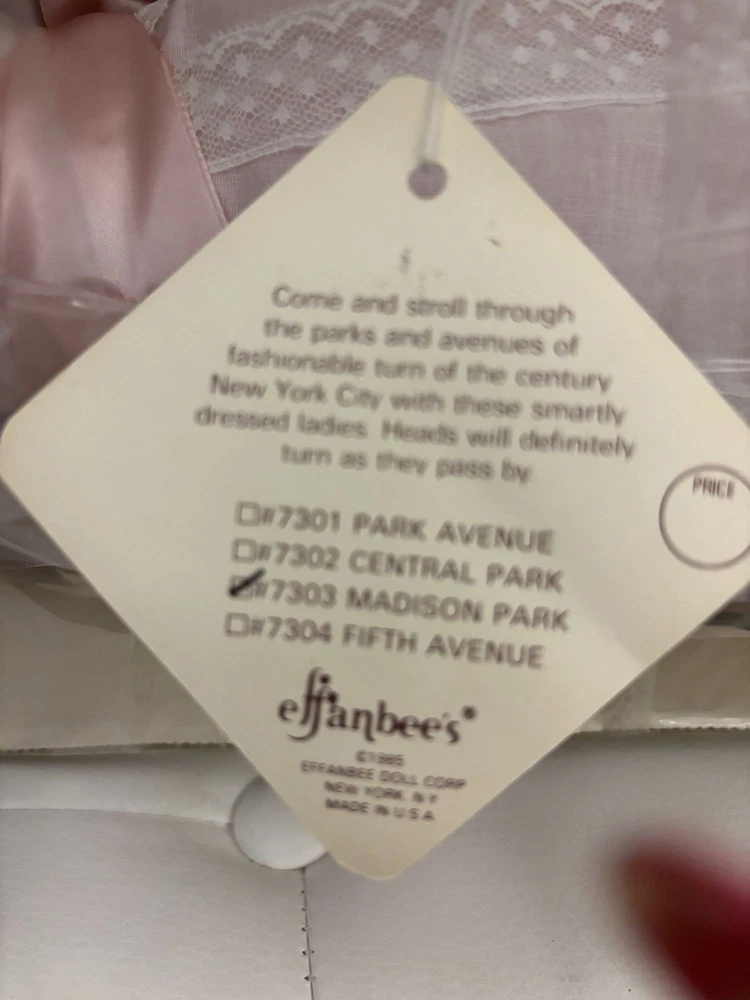 Come and stroll through
the parks and avenues of
fashionable turn of the century
New York City with these smartly
dressed ladies. Heads will definitely
turn as they pass by
PRICE
□#7301 PARK AVENUE
□#7302 CENTRAL PARK
☑#7303 MADISON PARK
□#7304 FIFTH AVENUE
effanbee's®
©1985
EFFANBEE DOLL CORP
NEW YORK, N Y
MADE IN U S A